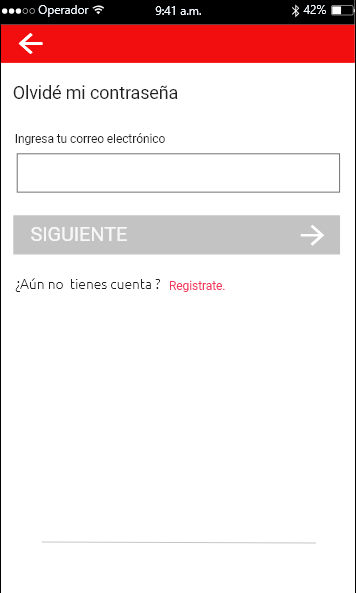 Operador 9:41 a.m. 42%
Olvidé mi contraseña
Ingresa tu correo electrónico
SIGUIENTE
¿Aún no tienes cuenta ? Registrate.